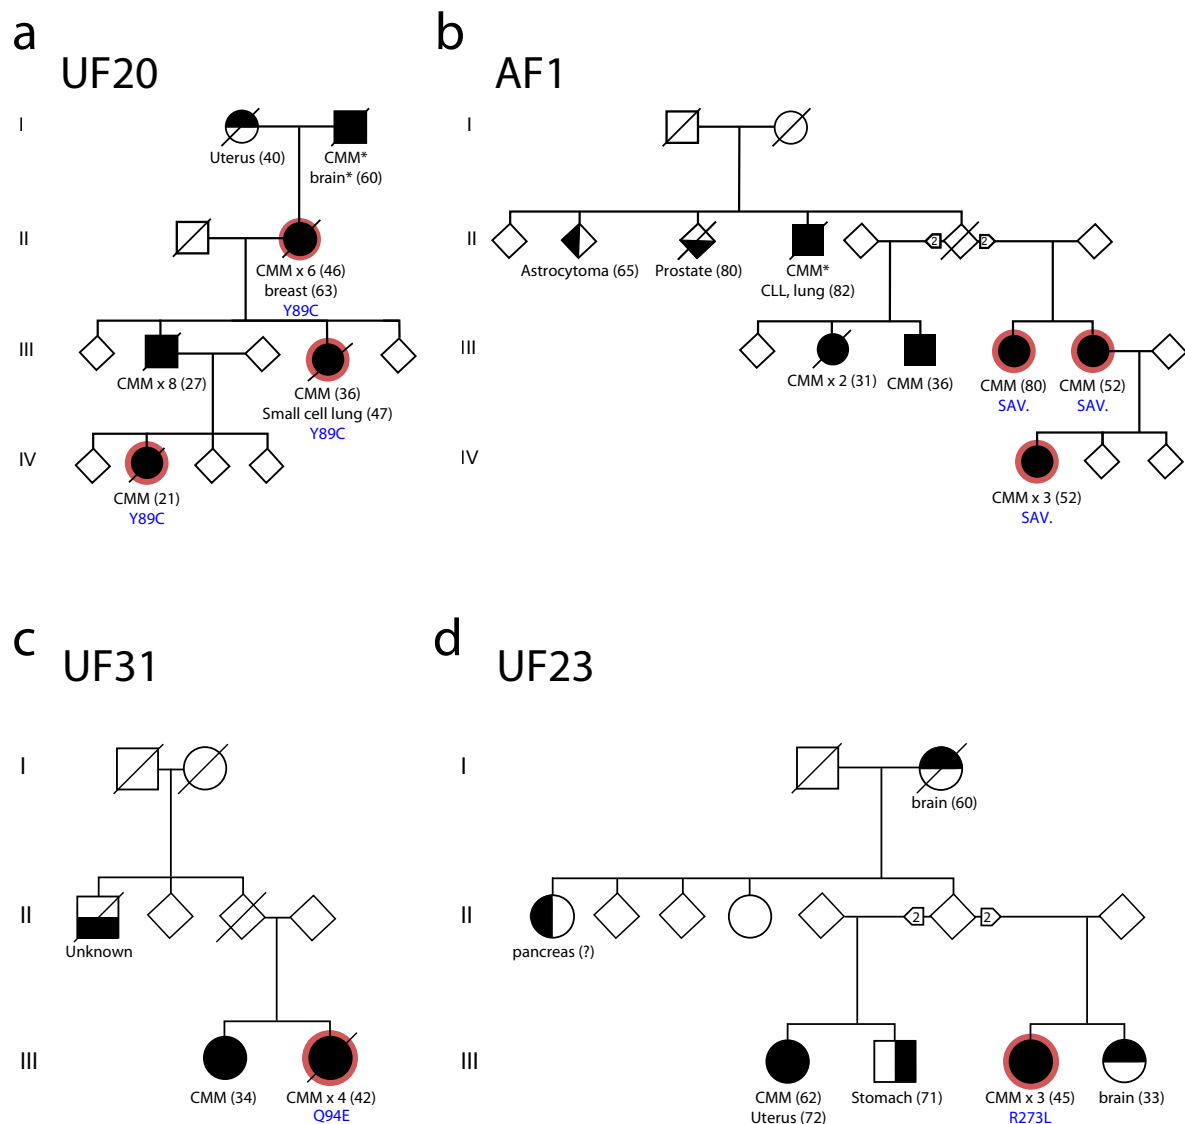 a
UF20
I
Uterus (40)
CMM*
brain* (60)
II
CMM x 6 (46)
breast (63)
Y89C
III
CMM x 8 (27)
CMM (36)
Small cell lung (47)
Y89C
IV
CMM (21)
Y89C
b
AF1
I
II
2
2
Astrocytoma (65)
Prostate (80)
CMM*
CLL, lung (82)
III
CMM x 2 (31)
CMM (36)
CMM (80)
SAV.
CMM (52)
SAV.
IV
CMM x 3 (52)
SAV.
c
UF31
I
II
Unknown
III
CMM (34)
CMM x 4 (42)
Q94E
d
UF23
I
brain (60)
II
2
2
pancreas (?)
III
CMM (62)
Uterus (72)
Stomach (71)
CMM x 3 (45)
R273L
brain (33)